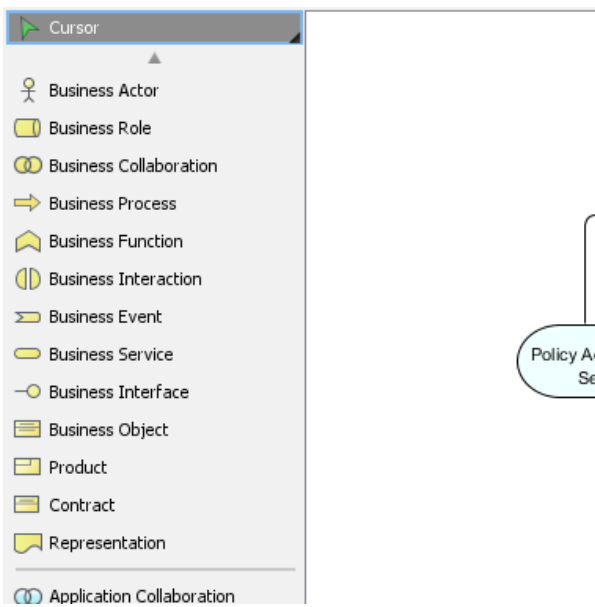 Cursor
Business Actor
Business Role
Business Collaboration
Business Process
Business Function
Business Interaction
Business Event
Business Service
Business Interface
Business Object
Product
Contract
Representation
Application Collaboration
Policy